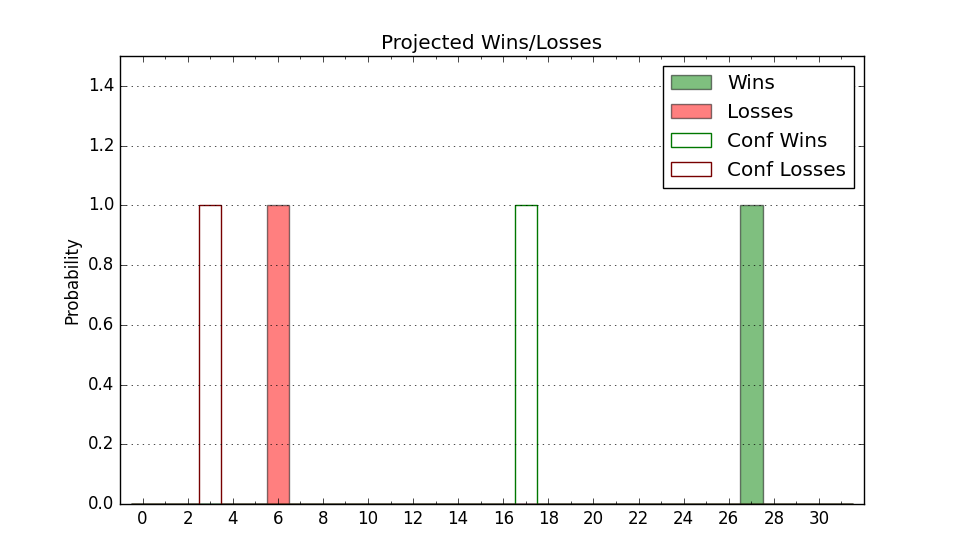 Projected Wins/Losses
Wins
Losses
Conf Wins
Conf Losses
Probability
1.4
1.2
1.0
0.8
0.6
0.4
0.2
0.0
0 2 4 6 8 10 12 14 16 18 20 22 24 26 28 30